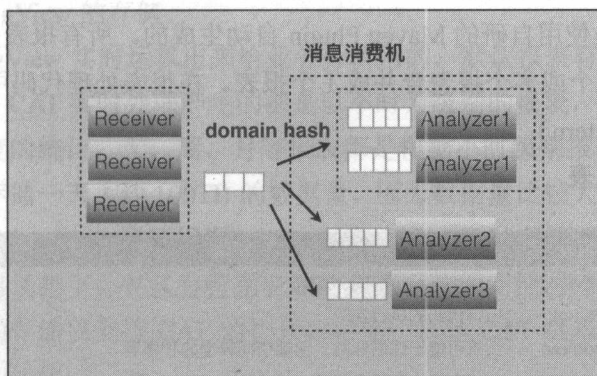 消息消费机
Receiver
Receiver
Receiver
domain hash
Analyzer1
Analyzer1
Analyzer2
Analyzer3